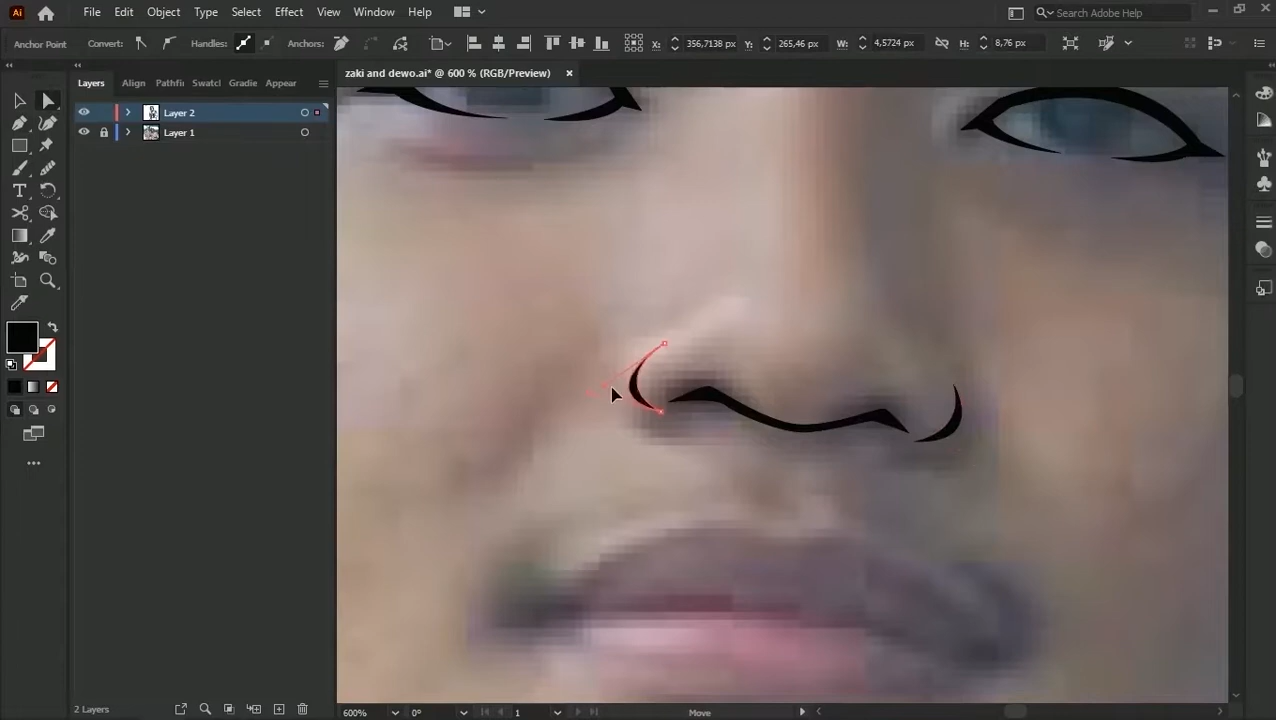 Ai File Edit Object Type Select Effect View Window Help Search Adobe Help
Anchor Point Convert: Handles: Anchors: X: 356,7138 px Y: 265,46 px W: 4,5724 px H: 8,76 px
Layers Align Pathfi Swatcl Gradie Appear
zaki and dewo.ai* @ 600 % (RGB/Preview)
Layer 2
Layer 1
2 Layers
600% 0° 1 Move